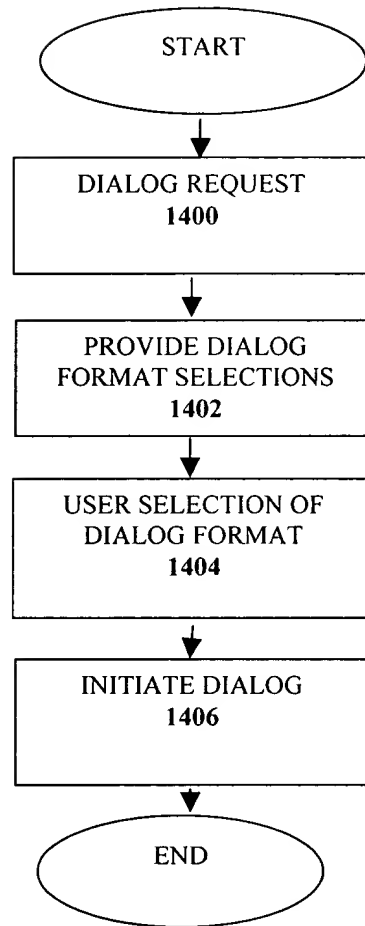 START
DIALOG REQUEST
1400
PROVIDE DIALOG
FORMAT SELECTIONS
1402
USER SELECTION OF
DIALOG FORMAT
1404
INITIATE DIALOG
1406
END